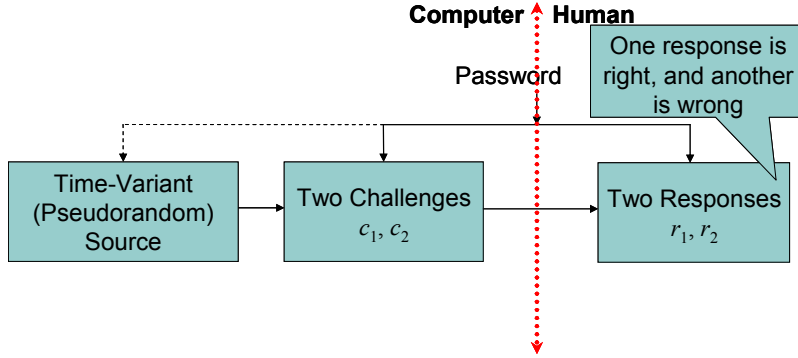 Computer Human
Password
One response is
right, and another
is wrong
Time-Variant
(Pseudorandom)
Source
Two Challenges
c1, c2
Two Responses
r1, r2